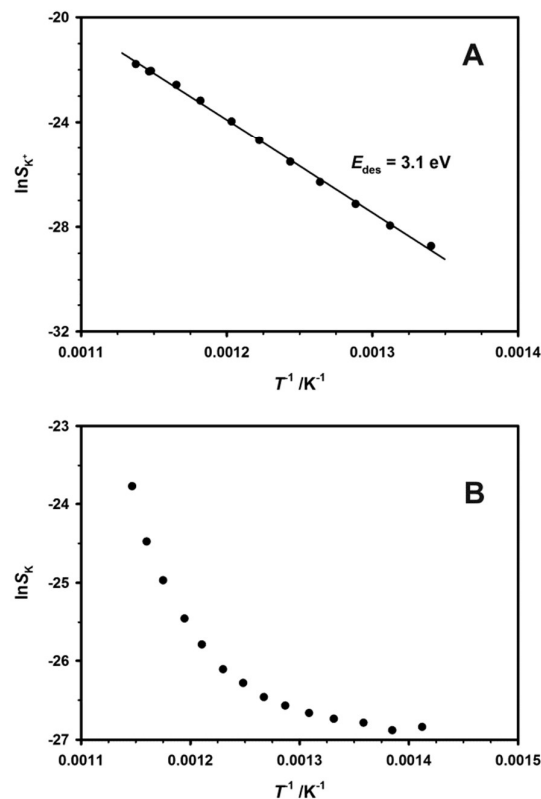 A
-20
-24
-28
-32
lnS_K⁺
E_des = 3.1 eV
0.0011 0.0012 0.0013 0.0014
T⁻¹ /K⁻¹
B
-23
-24
-25
-26
-27
lnS_K
0.0011 0.0012 0.0013 0.0014 0.0015
T⁻¹ /K⁻¹